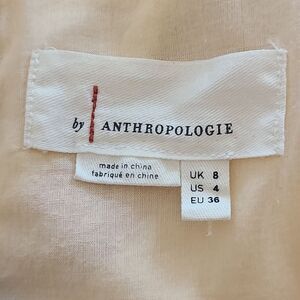 by ANTHROPOLOGIE
made in china
fabriqué en chine
UK 8
US 4
EU 36